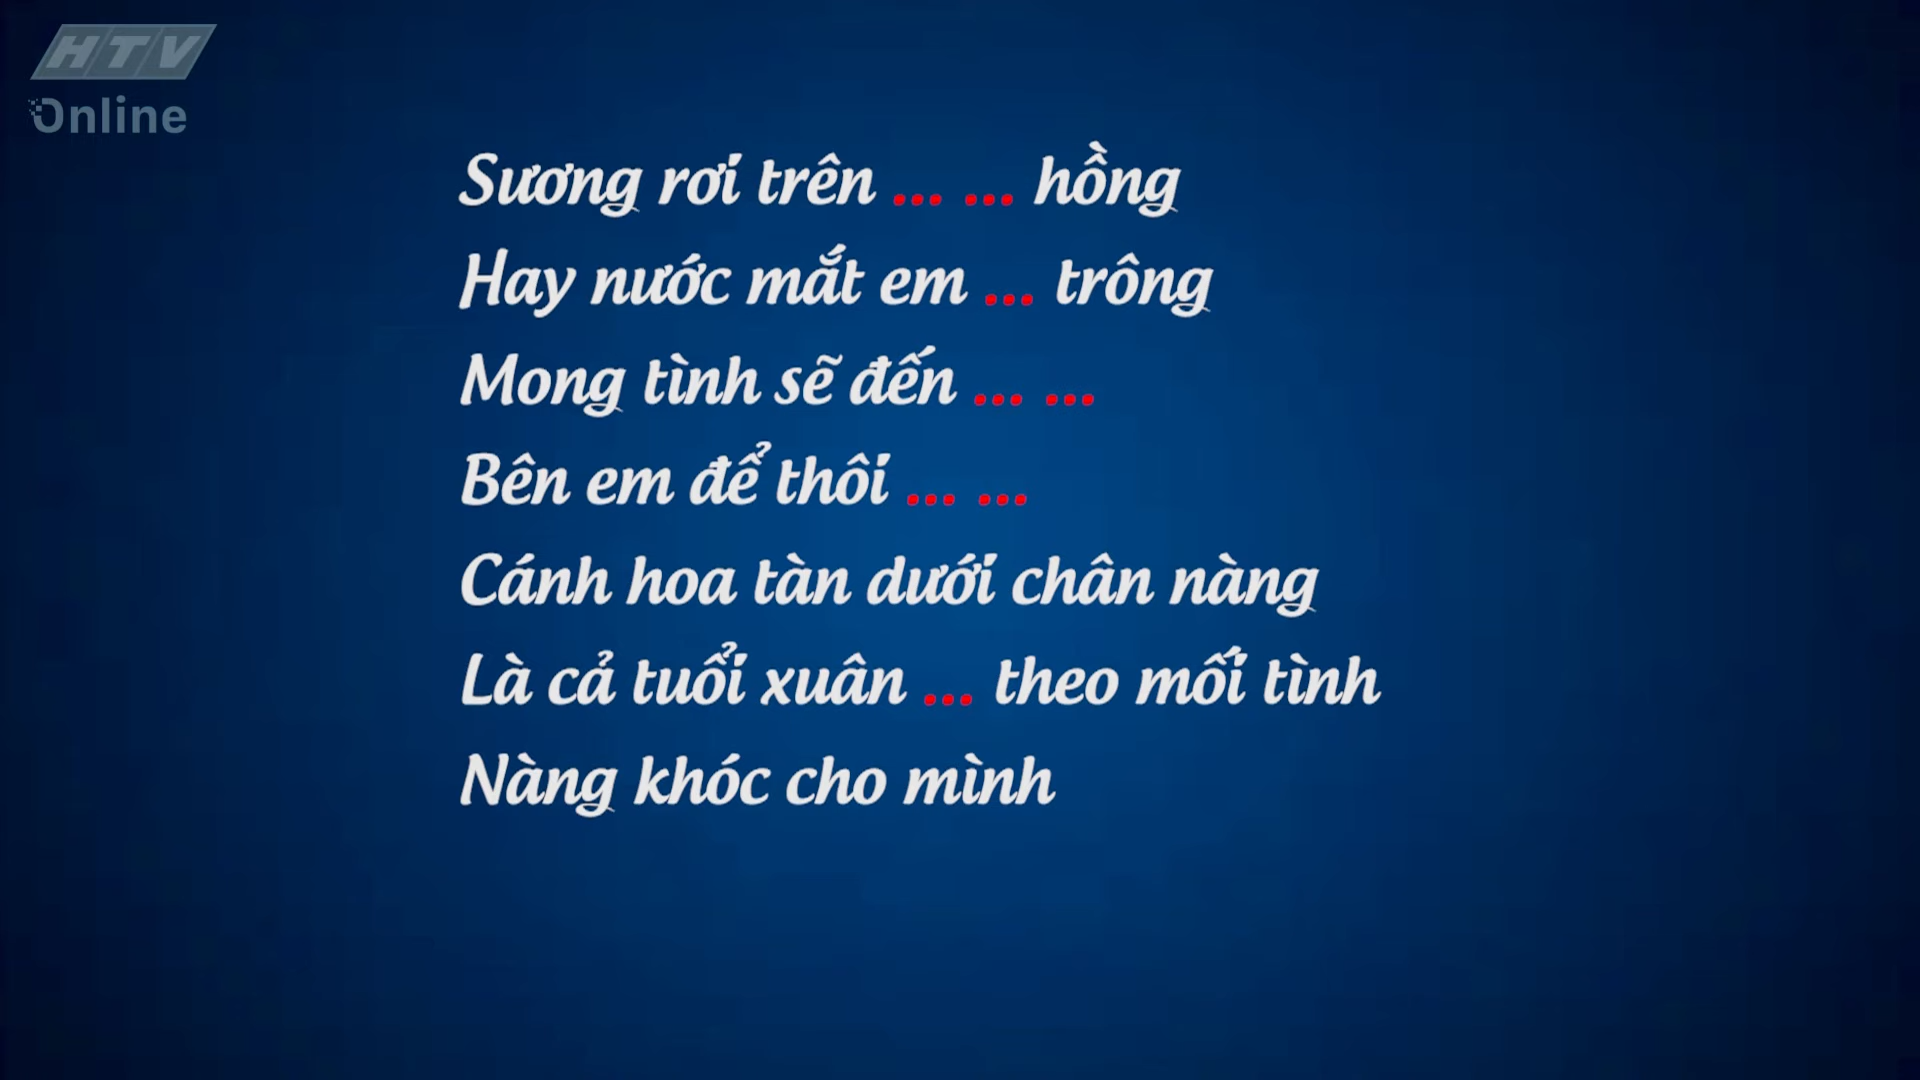 HTV
Online
Sương rơi trên ... ... hồng
Hay nước mắt em ... trông
Mong tình sẽ đến ... ...
Bên em để thôi ... ...
Cánh hoa tàn dưới chân nàng
Là cả tuổi xuân ... theo mối tình
Nàng khóc cho mình